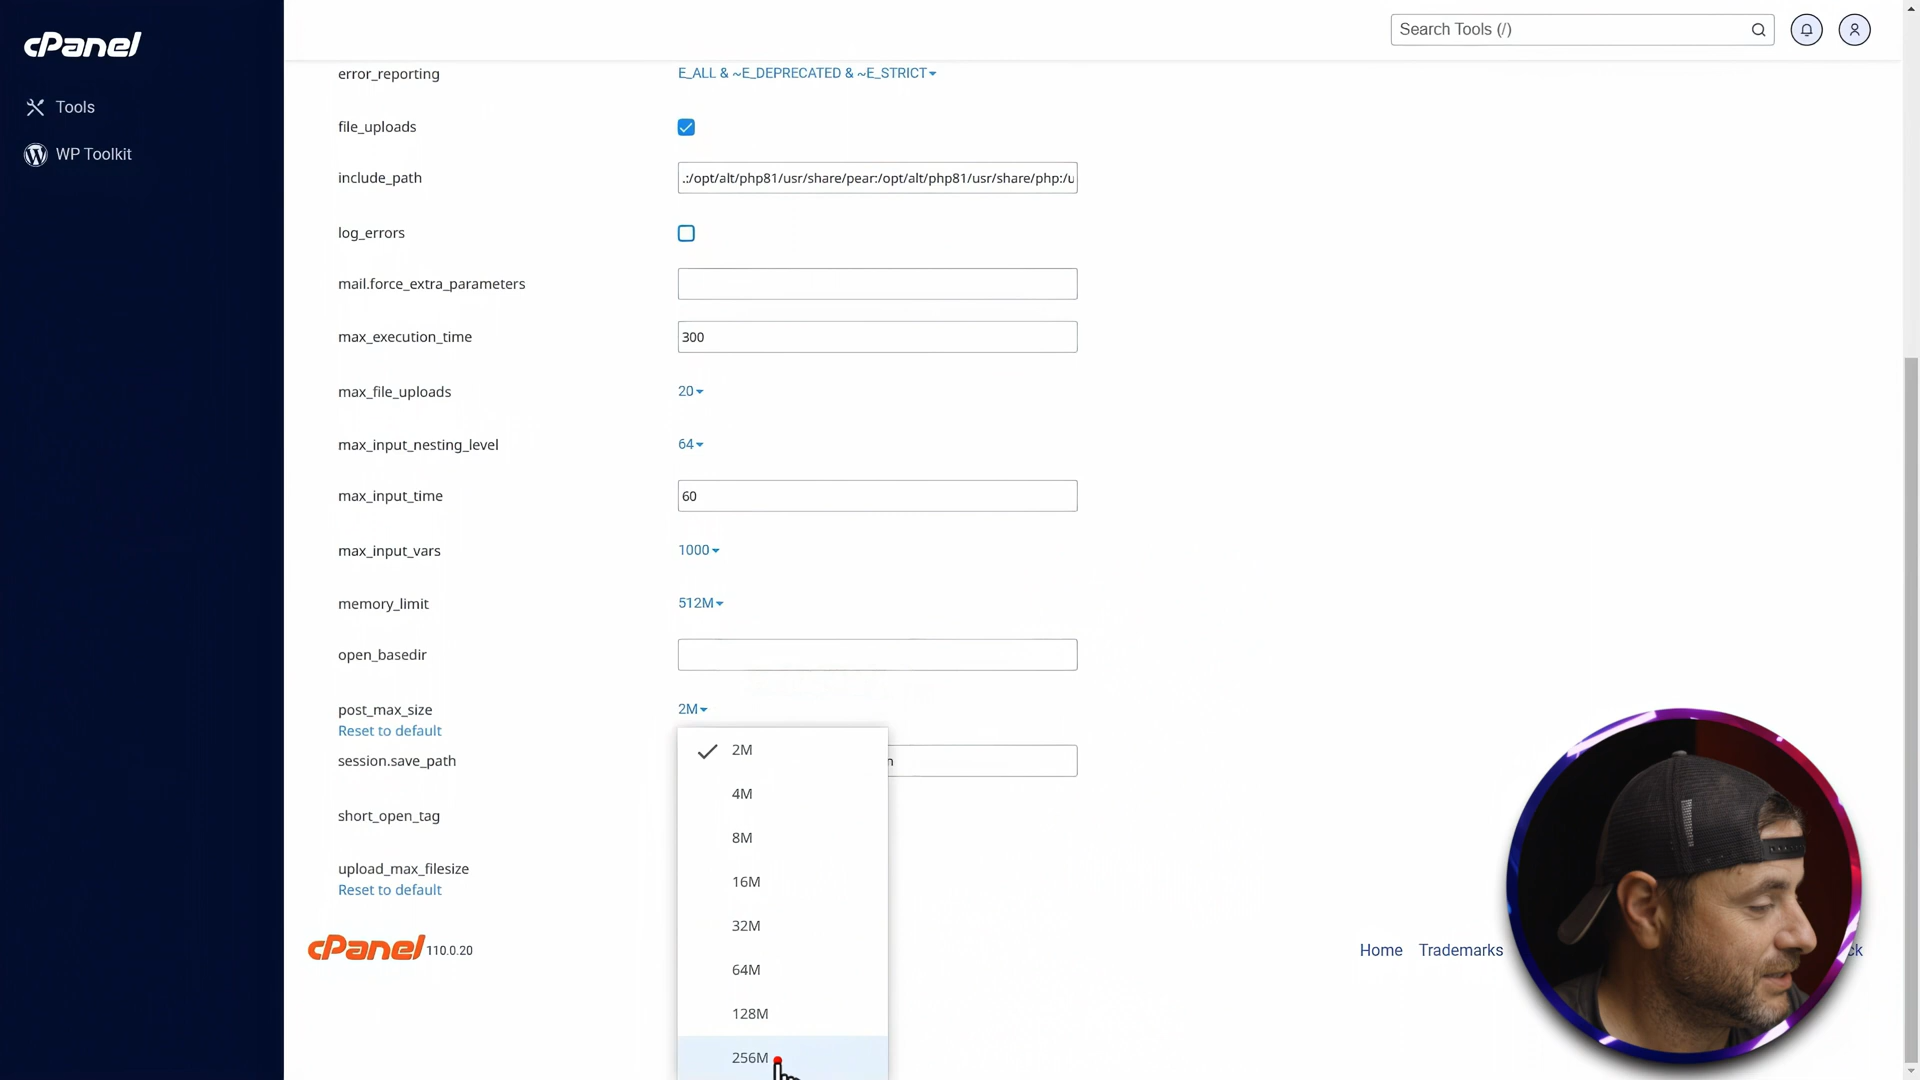 cPanel
Search Tools (/)
Tools
WP Toolkit
error_reporting
E_ALL & ~E_DEPRECATED & ~E_STRICT
file_uploads
include_path
.:/opt/alt/php81/usr/share/pear:/opt/alt/php81/usr/share/php:/u
log_errors
mail.force_extra_parameters
max_execution_time
300
max_file_uploads
20
max_input_nesting_level
64
max_input_time
60
max_input_vars
1000
memory_limit
512M
open_basedir
post_max_size
2M
Reset to default
session.save_path
n
short_open_tag
upload_max_filesize
Reset to default
2M
4M
8M
16M
32M
64M
128M
256M
cPanel 110.0.20
Home
Trademarks
ck